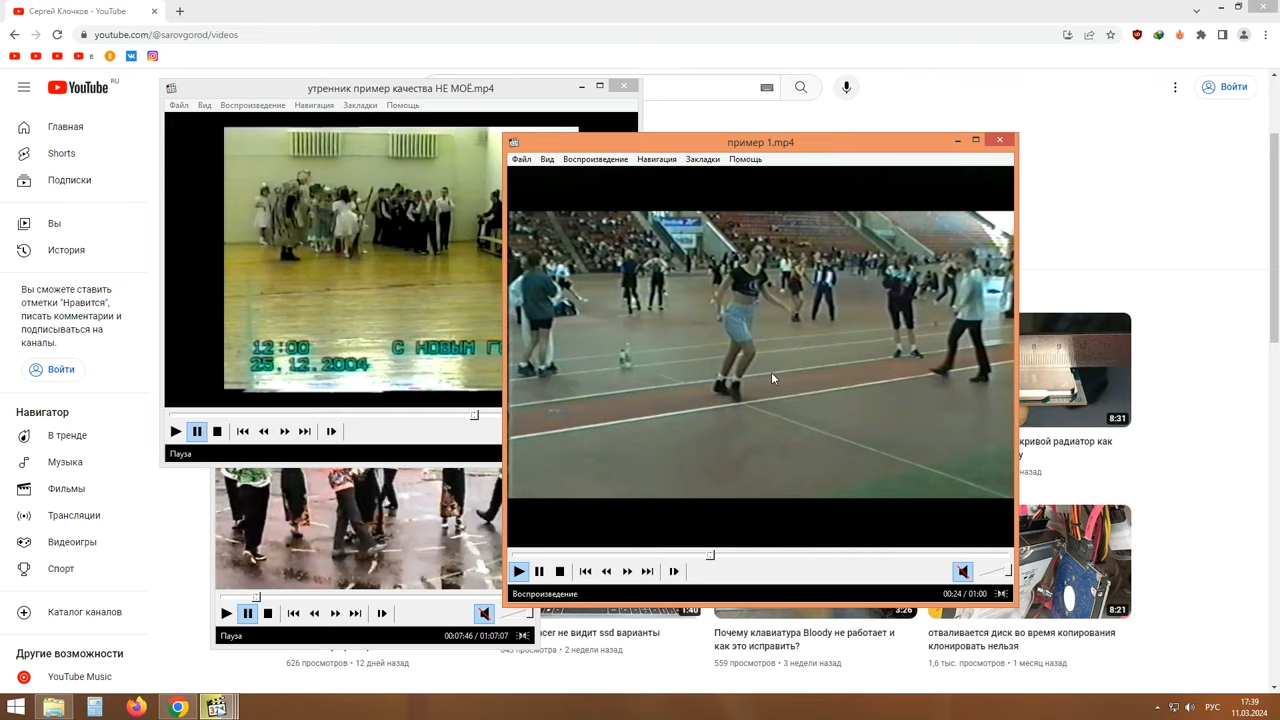 Сергей Клочков - YouTube
youtube.com/@sarovgorod/videos
в
YouTube
RU
Войти
Главная
Shorts
Подписки
Вы
История
Вы сможете ставить
отметки "Нравится",
писать комментарии и
подписываться на
каналы.
Войти
Навигатор
В тренде
Музыка
Фильмы
Трансляции
Видеоигры
Спорт
Каталог каналов
Другие возможности
YouTube Music
утренник пример качества НЕ МОЁ.mp4
Файл Вид Воспроизведение Навигация Закладки Помощь
12:00 С НОВЫМ Г
25.12.2004
Пауза
Пауза
00:07:46 / 01:07:07
пример 1.mp4
Файл Вид Воспроизведение Навигация Закладки Помощь
Воспроизведение
00:24 / 01:00
8:31
кривой радиатор как
у
назад
1:40
3:26
8:21
acer не видит ssd варианты
2 недели назад
Почему клавиатура Bloody не работает и
как это исправить?
559 просмотров • 3 недели назад
отваливается диск во время копирования
клонировать нельзя
1,6 тыс. просмотров • 1 месяц назад
626 просмотров • 12 дней назад
РУС
17:39
11.03.2024